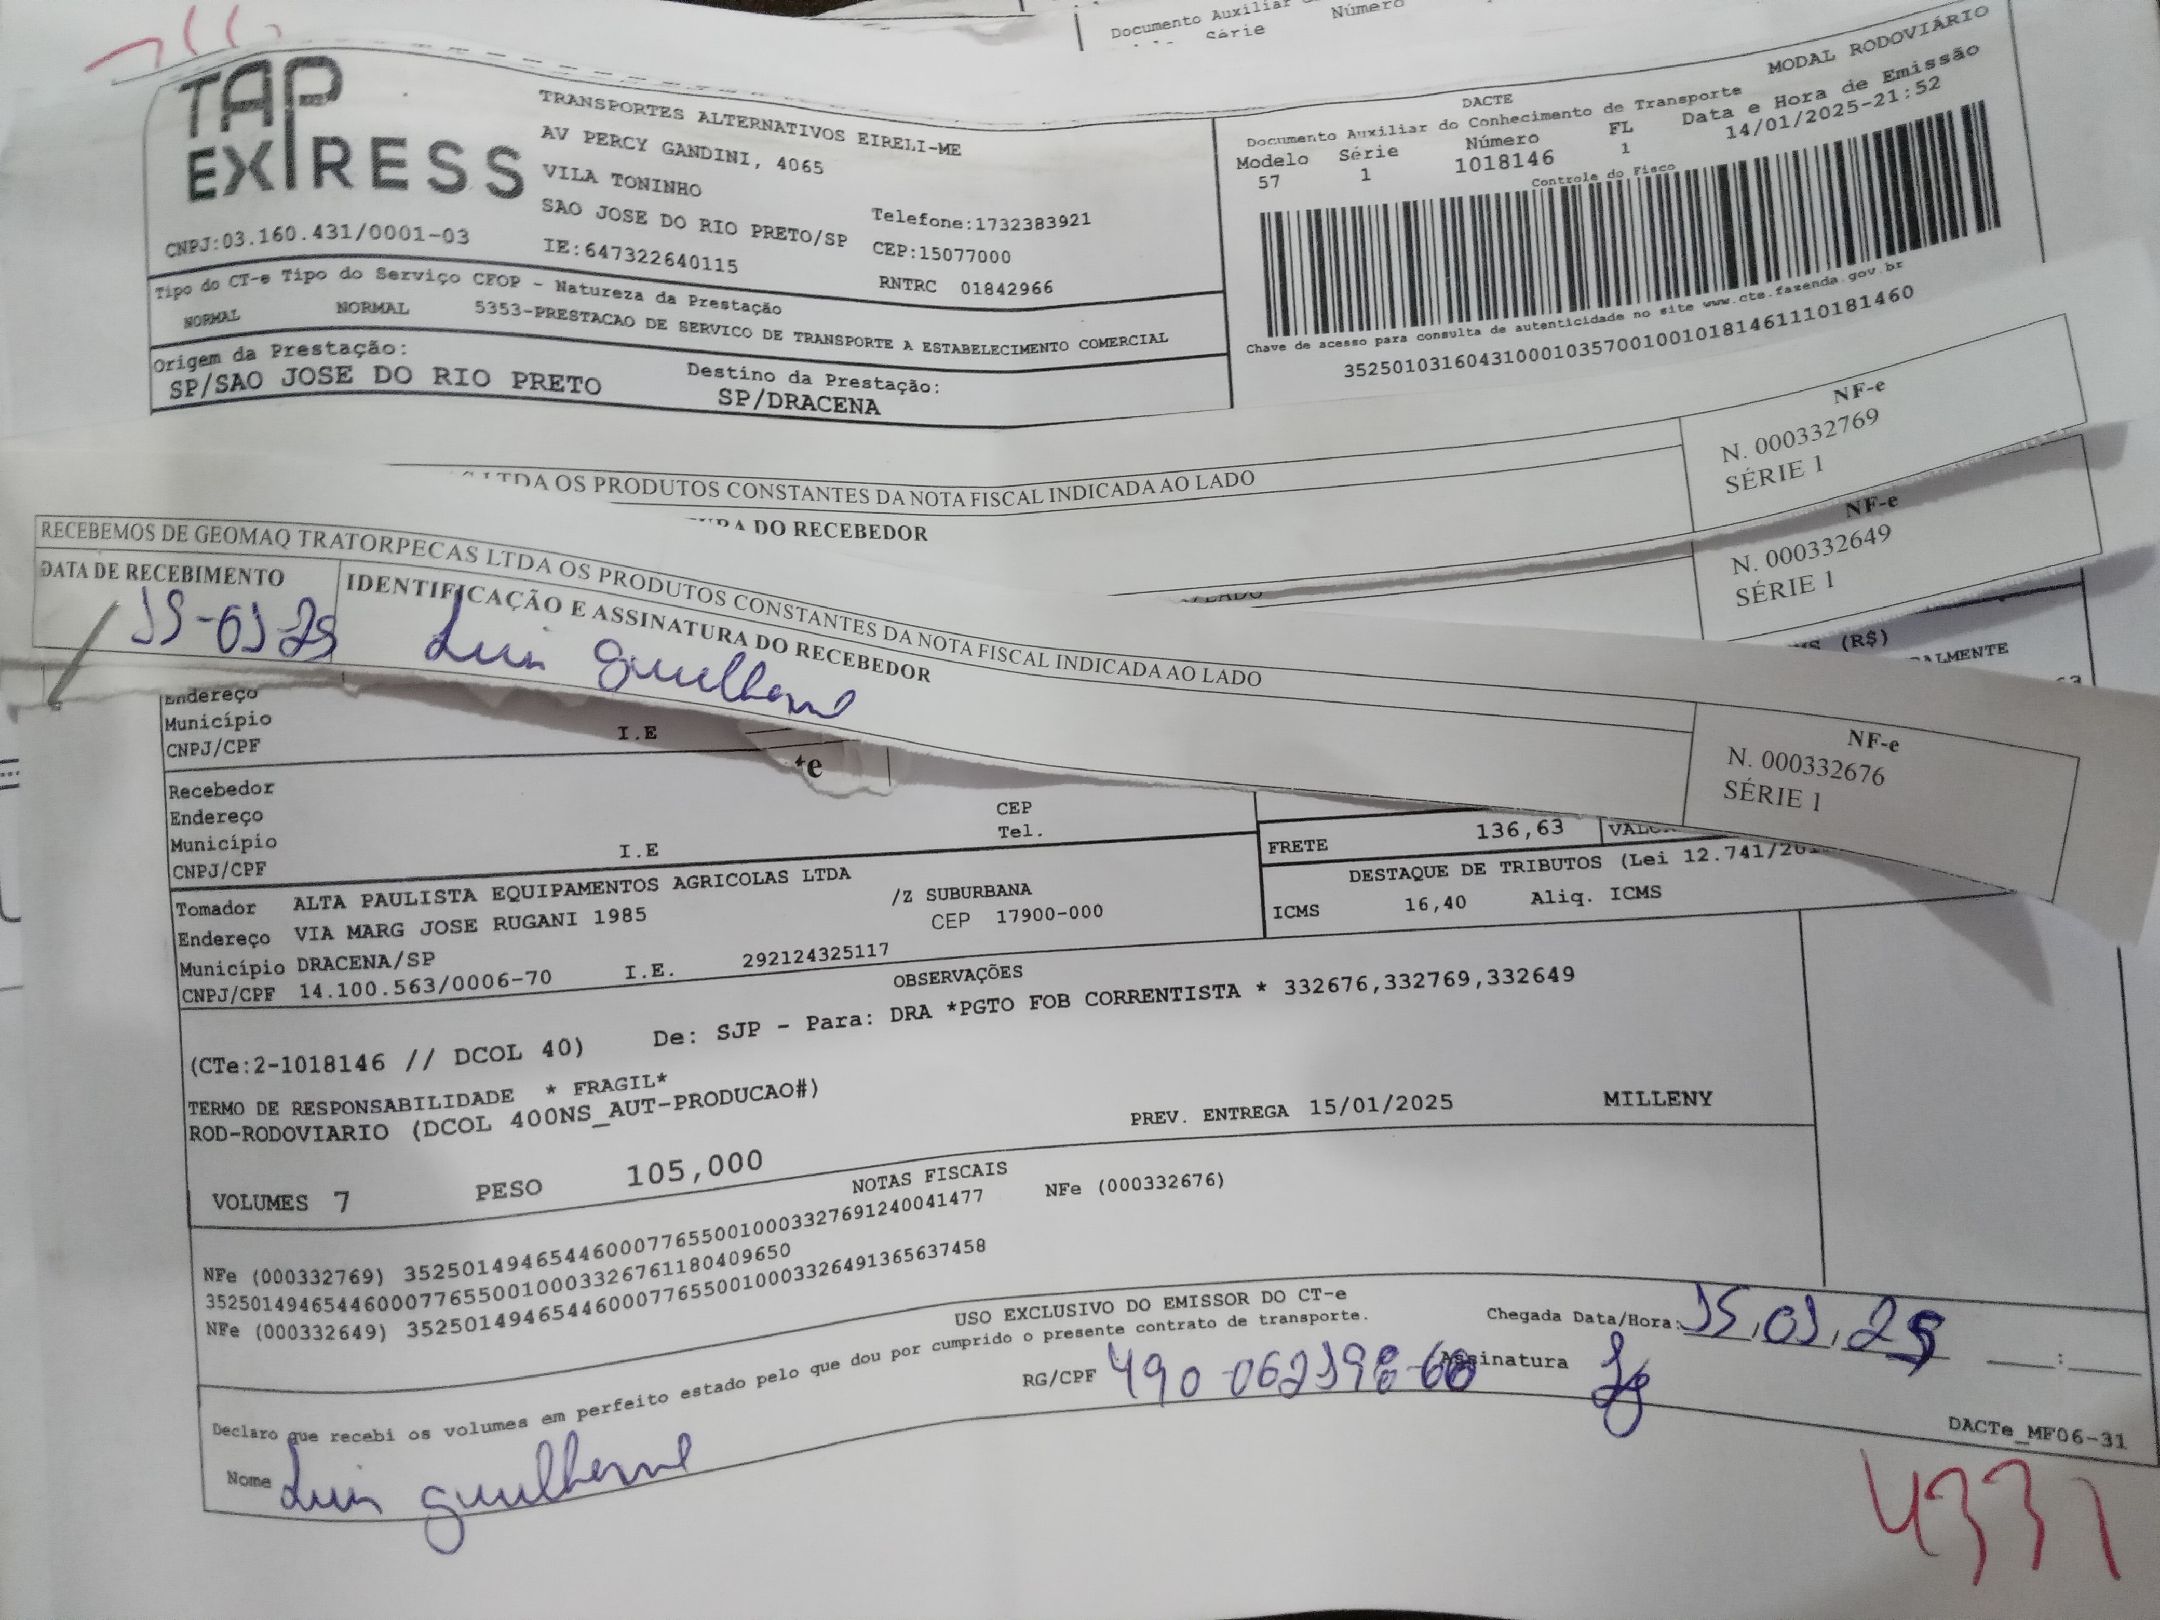 Documento Auxiliar
Número
Série
TAP
EXPRESS
CNPJ:03.160.431/0001-03
TRANSPORTES ALTERNATIVOS EIRELI-ME
AV PERCY GANDINI, 4065
VILA TONINHO
SAO JOSE DO RIO PRETO/SP
IE:647322640115
Telefone:1732383921
CEP:15077000
RNTRC 01842966
DACTE
MODAL RODOVIÁRIO
Documento Auxiliar do Conhecimento de Transporte
Modelo Série Número FL Data e Hora de Emissão
57 1 1018146 1 14/01/2025-21:52
Controle do Fisco
Chave de acesso para consulta de autenticidade no site www.cte.fazenda.gov.br
35250103160431000103570010010181461110181460
Tipo do CT-e Tipo do Serviço CFOP - Natureza da Prestação
NORMAL NORMAL 5353-PRESTACAO DE SERVICO DE TRANSPORTE A ESTABELECIMENTO COMERCIAL
Origem da Prestação: Destino da Prestação:
SP/SAO JOSE DO RIO PRETO SP/DRACENA
LTDA OS PRODUTOS CONSTANTES DA NOTA FISCAL INDICADA AO LADO
DO RECEBEDOR
NF-e
N. 000332769
SÉRIE 1
NF-e
N. 000332649
SÉRIE 1
(R$)
RECEBEMOS DE GEOMAQ TRATORPECAS LTDA OS PRODUTOS CONSTANTES DA NOTA FISCAL INDICADA AO LADO
DATA DE RECEBIMENTO IDENTIFICAÇÃO E ASSINATURA DO RECEBEDOR
15-01 25 Luis guilherme
NF-e
N. 000332676
SÉRIE 1
Endereço
Município
CNPJ/CPF I.E
Recebedor
Endereço CEP
Município Tel.
CNPJ/CPF I.E
FRETE 136,63
DESTAQUE DE TRIBUTOS (Lei 12.741/
ICMS 16,40 Aliq. ICMS
Tomador ALTA PAULISTA EQUIPAMENTOS AGRICOLAS LTDA
Endereço VIA MARG JOSE RUGANI 1985 /Z SUBURBANA
Município DRACENA/SP CEP 17900-000
CNPJ/CPF 14.100.563/0006-70 I.E. 292124325117
OBSERVAÇÕES
(CTe:2-1018146 // DCOL 40) De: SJP - Para: DRA *PGTO FOB CORRENTISTA * 332676,332769,332649
TERMO DE RESPONSABILIDADE * FRAGIL*
ROD-RODOVIARIO (DCOL 400NS_AUT-PRODUCAO#)
PREV. ENTREGA 15/01/2025 MILLENY
VOLUMES 7 PESO 105,000
NOTAS FISCAIS
NFe (000332769) 35250149465446000776550010003327691240041477 NFe (000332676)
35250149465446000776550010003326761180409650
NFe (000332649) 35250149465446000776550010003326491365637458
USO EXCLUSIVO DO EMISSOR DO CT-e
Declaro que recebi os volumes em perfeito estado pelo que dou por cumprido o presente contrato de transporte.
Chegada Data/Hora: 15,01,25 :
Nome Luis guilherme
RG/CPF 490 062198-60 Assinatura
DACTe_MF06-31
4331